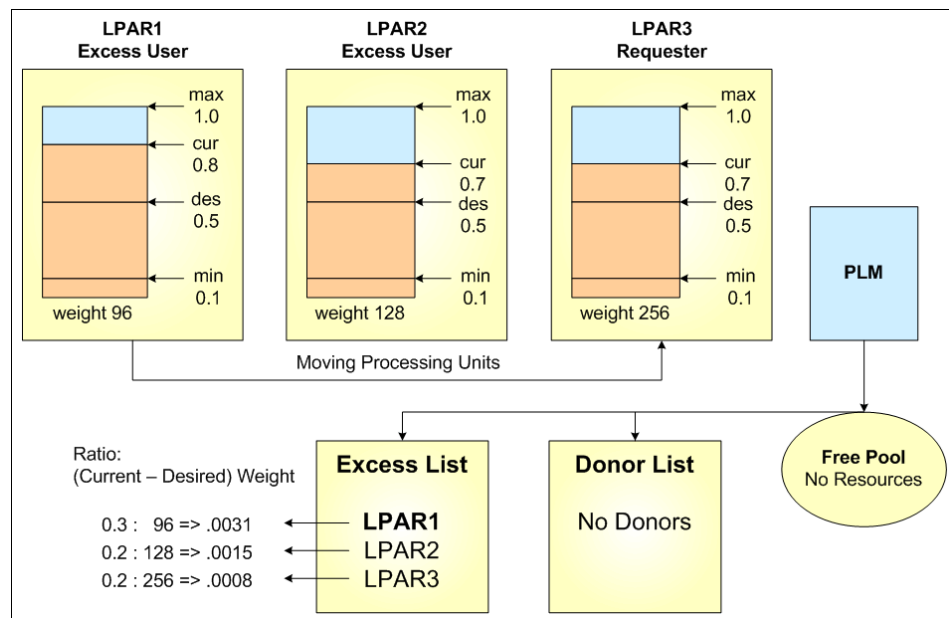 LPAR1
Excess User
LPAR2
Excess User
LPAR3
Requester
max
1.0
cur
0.8
des
0.5
min
0.1
weight 96
max
1.0
cur
0.7
des
0.5
min
0.1
weight 128
max
1.0
cur
0.7
des
0.5
min
0.1
weight 256
PLM
Moving Processing Units
Ratio:
(Current – Desired) Weight
0.3 : 96 => .0031
0.2 : 128 => .0015
0.2 : 256 => .0008
Excess List
LPAR1
LPAR2
LPAR3
Donor List
No Donors
Free Pool
No Resources